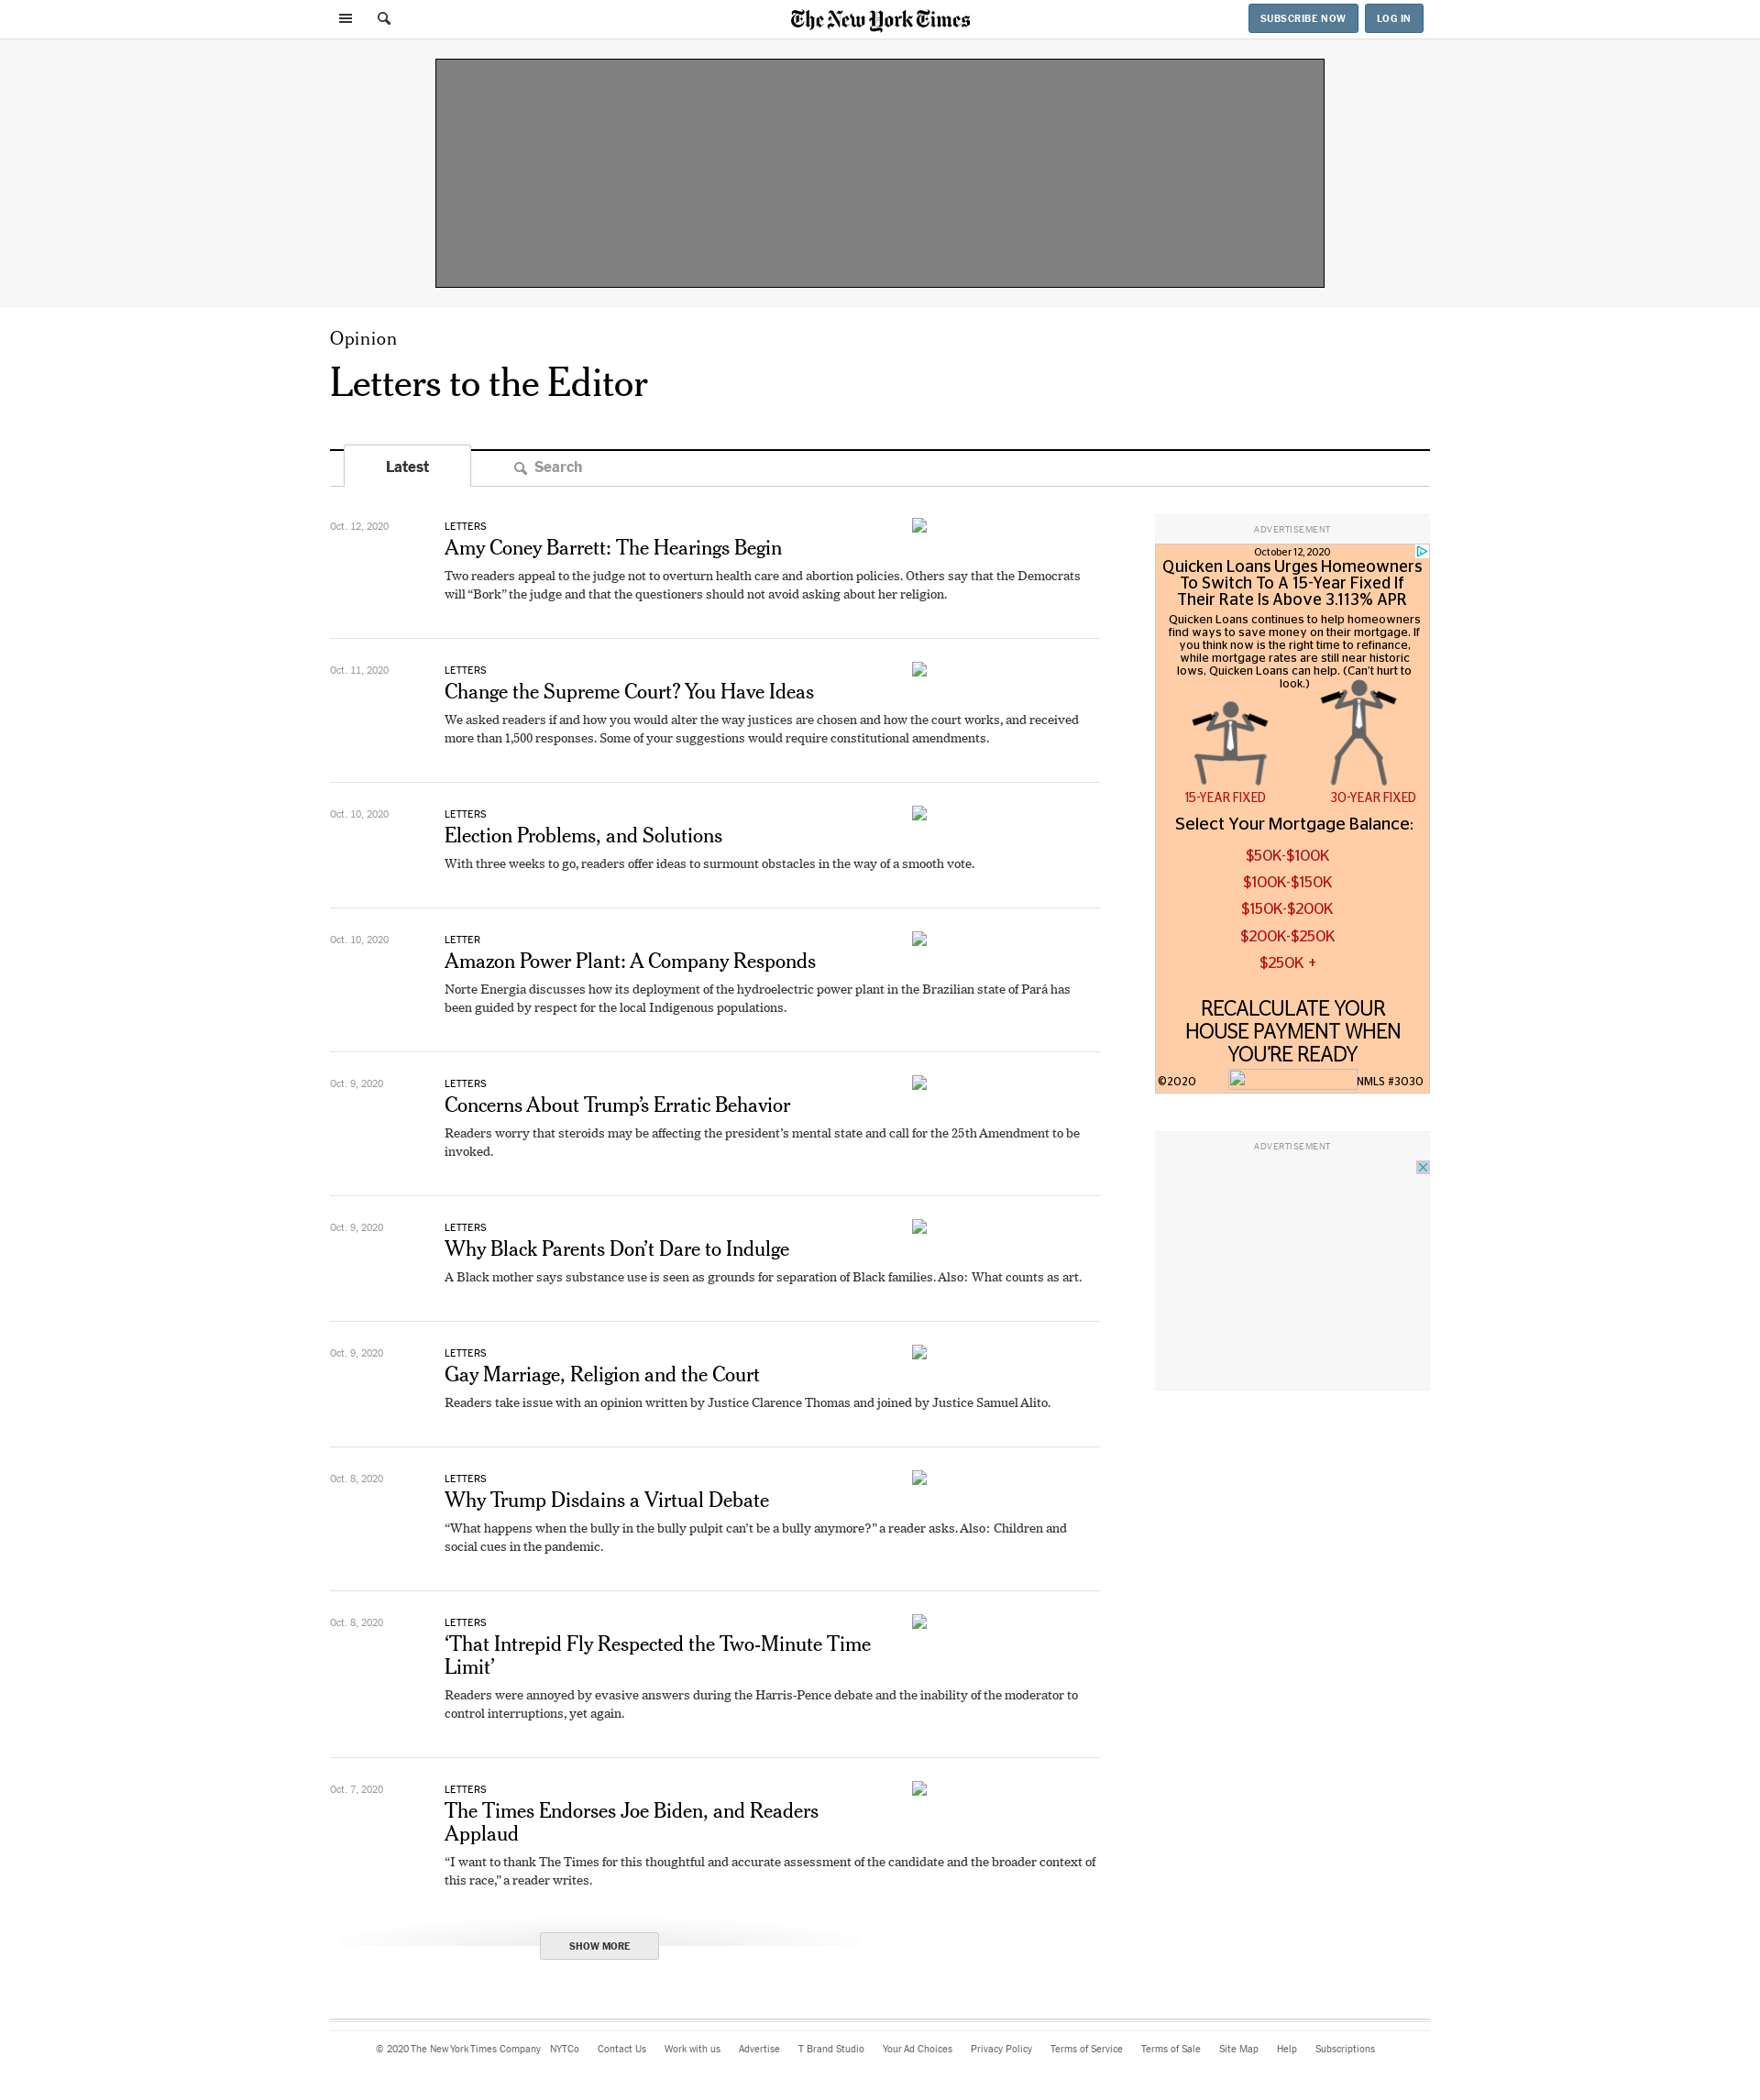 The New York Times
SUBSCRIBE NOW
LOG IN
Opinion
Letters to the Editor
Latest
Search
Oct. 12, 2020
LETTERS
Amy Coney Barrett: The Hearings Begin
Two readers appeal to the judge not to overturn health care and abortion policies. Others say that the Democrats
will “Bork” the judge and that the questioners should not avoid asking about her religion.
Oct. 11, 2020
LETTERS
Change the Supreme Court? You Have Ideas
We asked readers if and how you would alter the way justices are chosen and how the court works, and received
more than 1,500 responses. Some of your suggestions would require constitutional amendments.
Oct. 10, 2020
LETTERS
Election Problems, and Solutions
With three weeks to go, readers offer ideas to surmount obstacles in the way of a smooth vote.
Oct. 10, 2020
LETTER
Amazon Power Plant: A Company Responds
Norte Energia discusses how its deployment of the hydroelectric power plant in the Brazilian state of Pará has
been guided by respect for the local Indigenous populations.
Oct. 9, 2020
LETTERS
Concerns About Trump’s Erratic Behavior
Readers worry that steroids may be affecting the president’s mental state and call for the 25th Amendment to be
invoked.
Oct. 9, 2020
LETTERS
Why Black Parents Don’t Dare to Indulge
A Black mother says substance use is seen as grounds for separation of Black families. Also: What counts as art.
Oct. 9, 2020
LETTERS
Gay Marriage, Religion and the Court
Readers take issue with an opinion written by Justice Clarence Thomas and joined by Justice Samuel Alito.
Oct. 8, 2020
LETTERS
Why Trump Disdains a Virtual Debate
“What happens when the bully in the bully pulpit can’t be a bully anymore?” a reader asks. Also: Children and
social cues in the pandemic.
Oct. 8, 2020
LETTERS
‘That Intrepid Fly Respected the Two-Minute Time
Limit’
Readers were annoyed by evasive answers during the Harris-Pence debate and the inability of the moderator to
control interruptions, yet again.
Oct. 7, 2020
LETTERS
The Times Endorses Joe Biden, and Readers
Applaud
“I want to thank The Times for this thoughtful and accurate assessment of the candidate and the broader context of
this race,” a reader writes.
SHOW MORE
ADVERTISEMENT
October 12, 2020
Quicken Loans Urges Homeowners
To Switch To A 15-Year Fixed If
Their Rate Is Above 3.113% APR
Quicken Loans continues to help homeowners
find ways to save money on their mortgage. If
you think now is the right time to refinance,
while mortgage rates are still near historic
lows, Quicken Loans can help. (Can't hurt to
look.)
15-YEAR FIXED
30-YEAR FIXED
Select Your Mortgage Balance:
$50K-$100K
$100K-$150K
$150K-$200K
$200K-$250K
$250K +
RECALCULATE YOUR
HOUSE PAYMENT WHEN
YOU'RE READY
©2020
NMLS #3030
ADVERTISEMENT
© 2020 The New York Times Company NYTCo Contact Us Work with us Advertise T Brand Studio Your Ad Choices Privacy Policy Terms of Service Terms of Sale Site Map Help Subscriptions